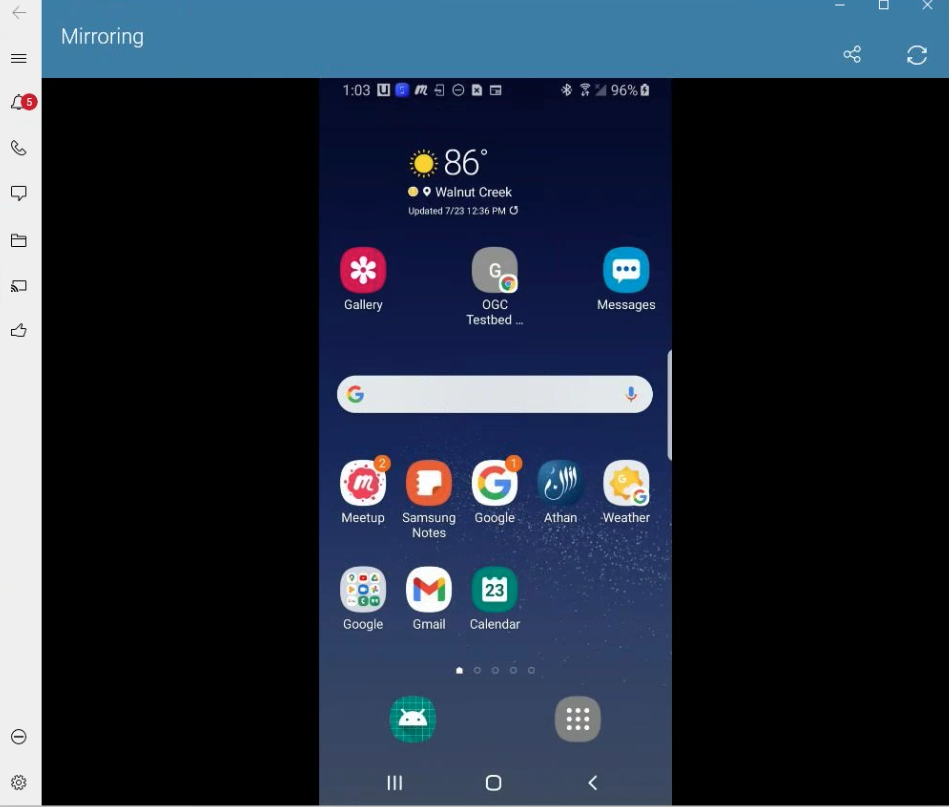 Mirroring
5
1:03 96%
86°
Walnut Creek
Updated 7/23 12:36 PM
G
Gallery
OGC
Testbed ...
Messages
2
1
Meetup
Samsung
Notes
Google
Athan
Weather
23
Google
Gmail
Calendar